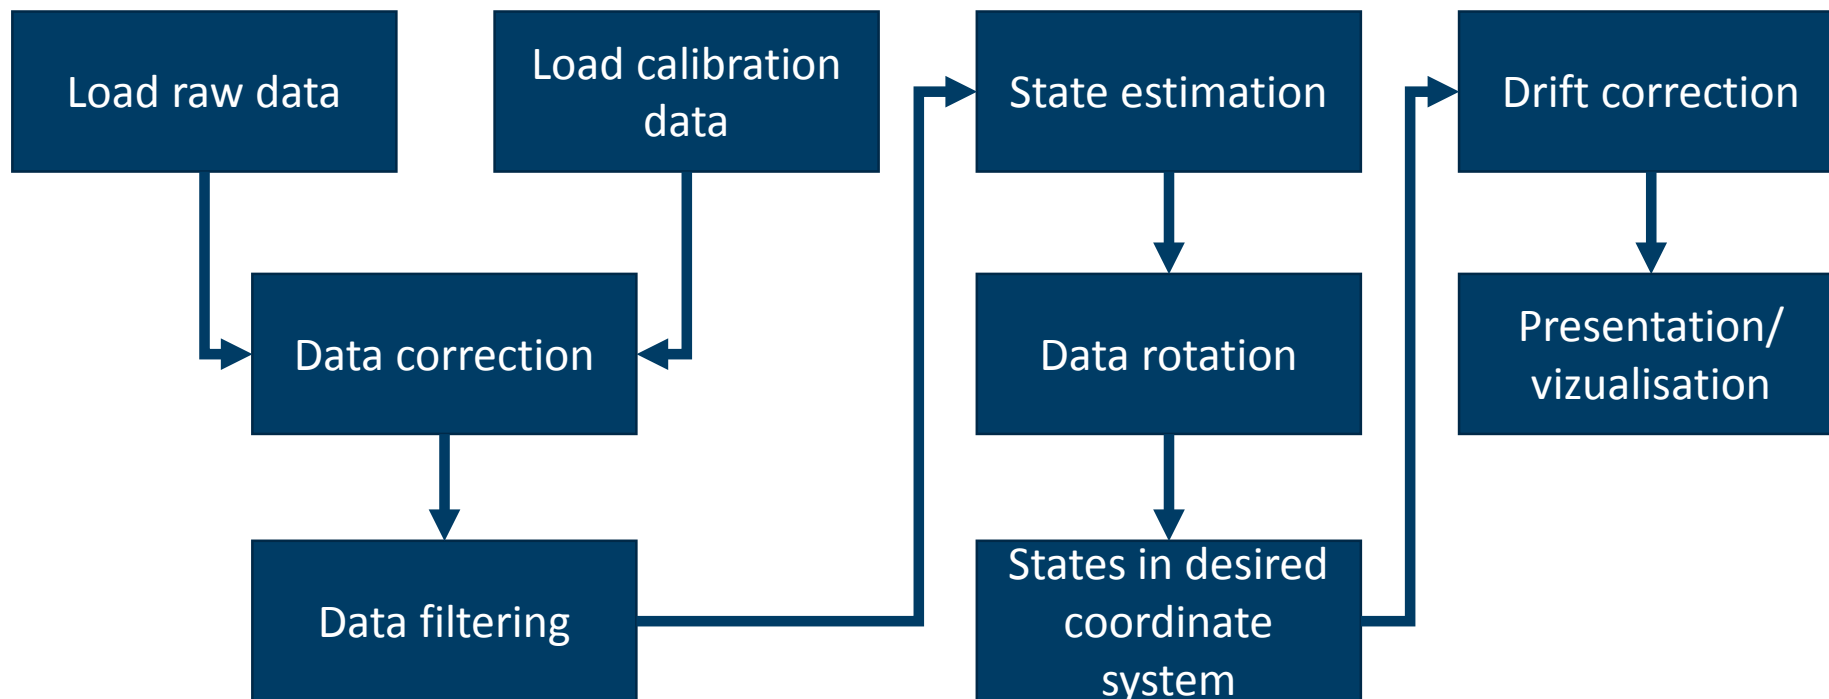 Load raw data
Load calibration
data
Data correction
Data filtering
State estimation
Data rotation
States in desired
coordinate
system
Drift correction
Presentation/
vizualisation